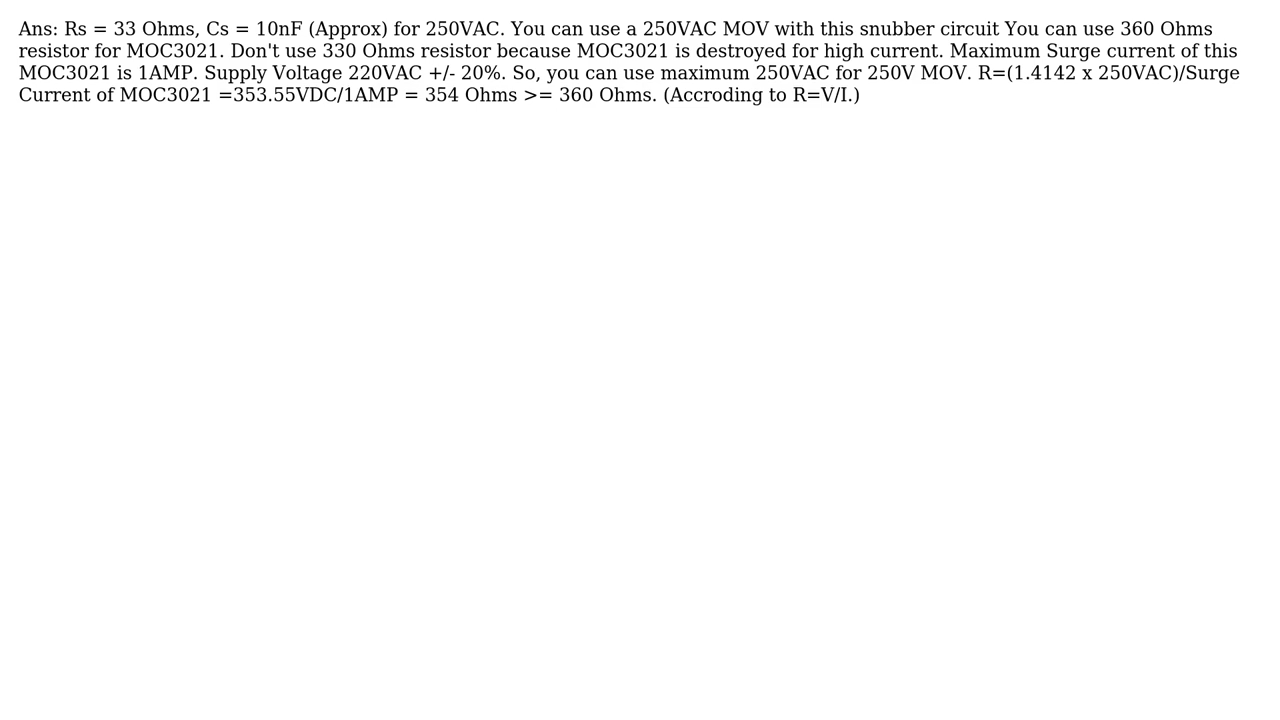 Ans: Rs = 33 Ohms, Cs = 10nF (Approx) for 250VAC. You can use a 250VAC MOV with this snubber circuit You can use 360 Ohms
resistor for MOC3021. Don't use 330 Ohms resistor because MOC3021 is destroyed for high current. Maximum Surge current of this
MOC3021 is 1AMP. Supply Voltage 220VAC +/- 20%. So, you can use maximum 250VAC for 250V MOV. R=(1.4142 x 250VAC)/Surge
Current of MOC3021 =353.55VDC/1AMP = 354 Ohms >= 360 Ohms. (Accroding to R=V/I.)